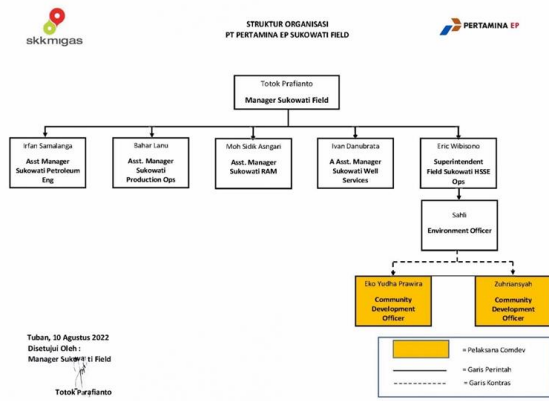 skkmigas
STRUKTUR ORGANISASI
PT PERTAMINA EP SUKOWATI FIELD
PERTAMINA EP
Totok Prafianto
Manager Sukowati Field
Irfan Samalanga
Asst Manager
Sukowati Petroleum
Eng
Bahar Lanu
Asst. Manager
Sukowati
Production Ops
Moh Sidik Asngari
Asst. Manager
Sukowati RAM
Ivan Danubrata
A Asst. Manager
Sukowati Well
Services
Eric Wibisono
Superintendent
Field Sukowati HSSE
Ops
Sahli
Environment Officer
Eko Yudha Prawira
Community
Development
Officer
Zuhriansyah
Community
Development
Officer
Tuban, 10 Agustus 2022
Disetujui Oleh :
Manager Sukowati Field
Totok Parafianto
= Pelaksana Comdev
= Garis Perintah
= Garis Kontras